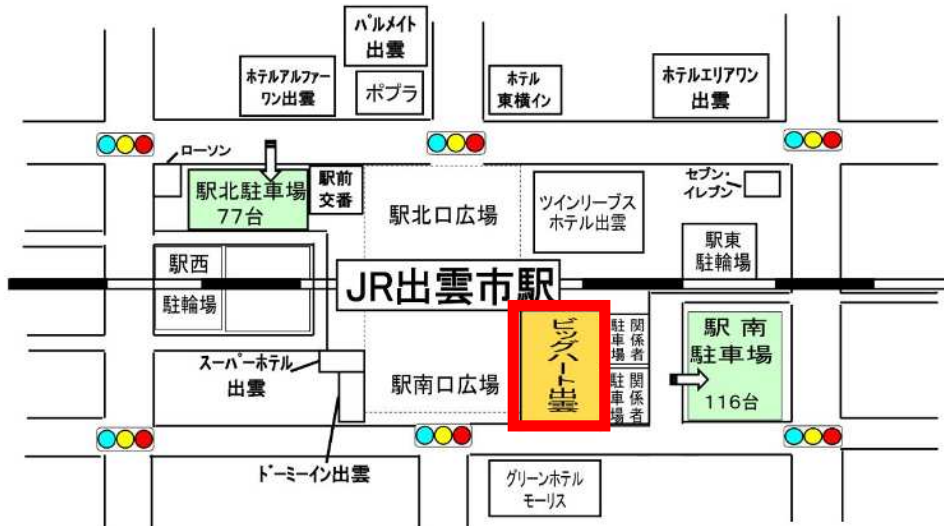 パルメイト
出雲
ホテルアルファー
ワン出雲
ポプラ
ホテル
東横イン
ホテルエリアワン
出雲
ローソン
駅北駐車場
77台
駅前
交番
駅北口広場
ツインリーブス
ホテル出雲
セブン・
イレブン
駅東
駐輪場
駅西
駐輪場
JR出雲市駅
ビッグハート出雲
関係者
駐車場
関係者
駐車場
駅南
駐車場
116台
スーパーホテル
出雲
駅南口広場
ドーミーイン出雲
グリーンホテル
モーリス